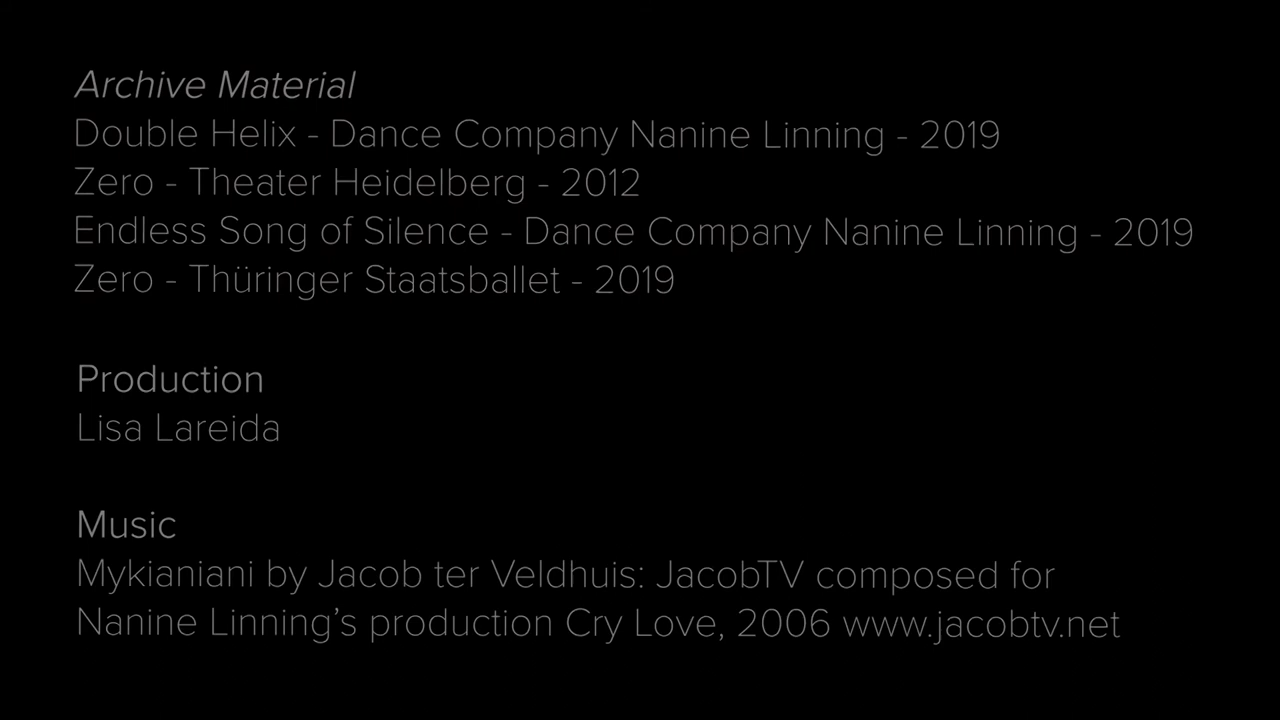 Archive Material
Double Helix - Dance Company Nanine Linning - 2019
Zero - Theater Heidelberg - 2012
Endless Song of Silence - Dance Company Nanine Linning - 2019
Zero - Thüringer Staatsballet - 2019
Production
Lisa Lareida
Music
Mykianiani by Jacob ter Veldhuis: JacobTV composed for
Nanine Linning’s production Cry Love, 2006 www.jacobtv.net